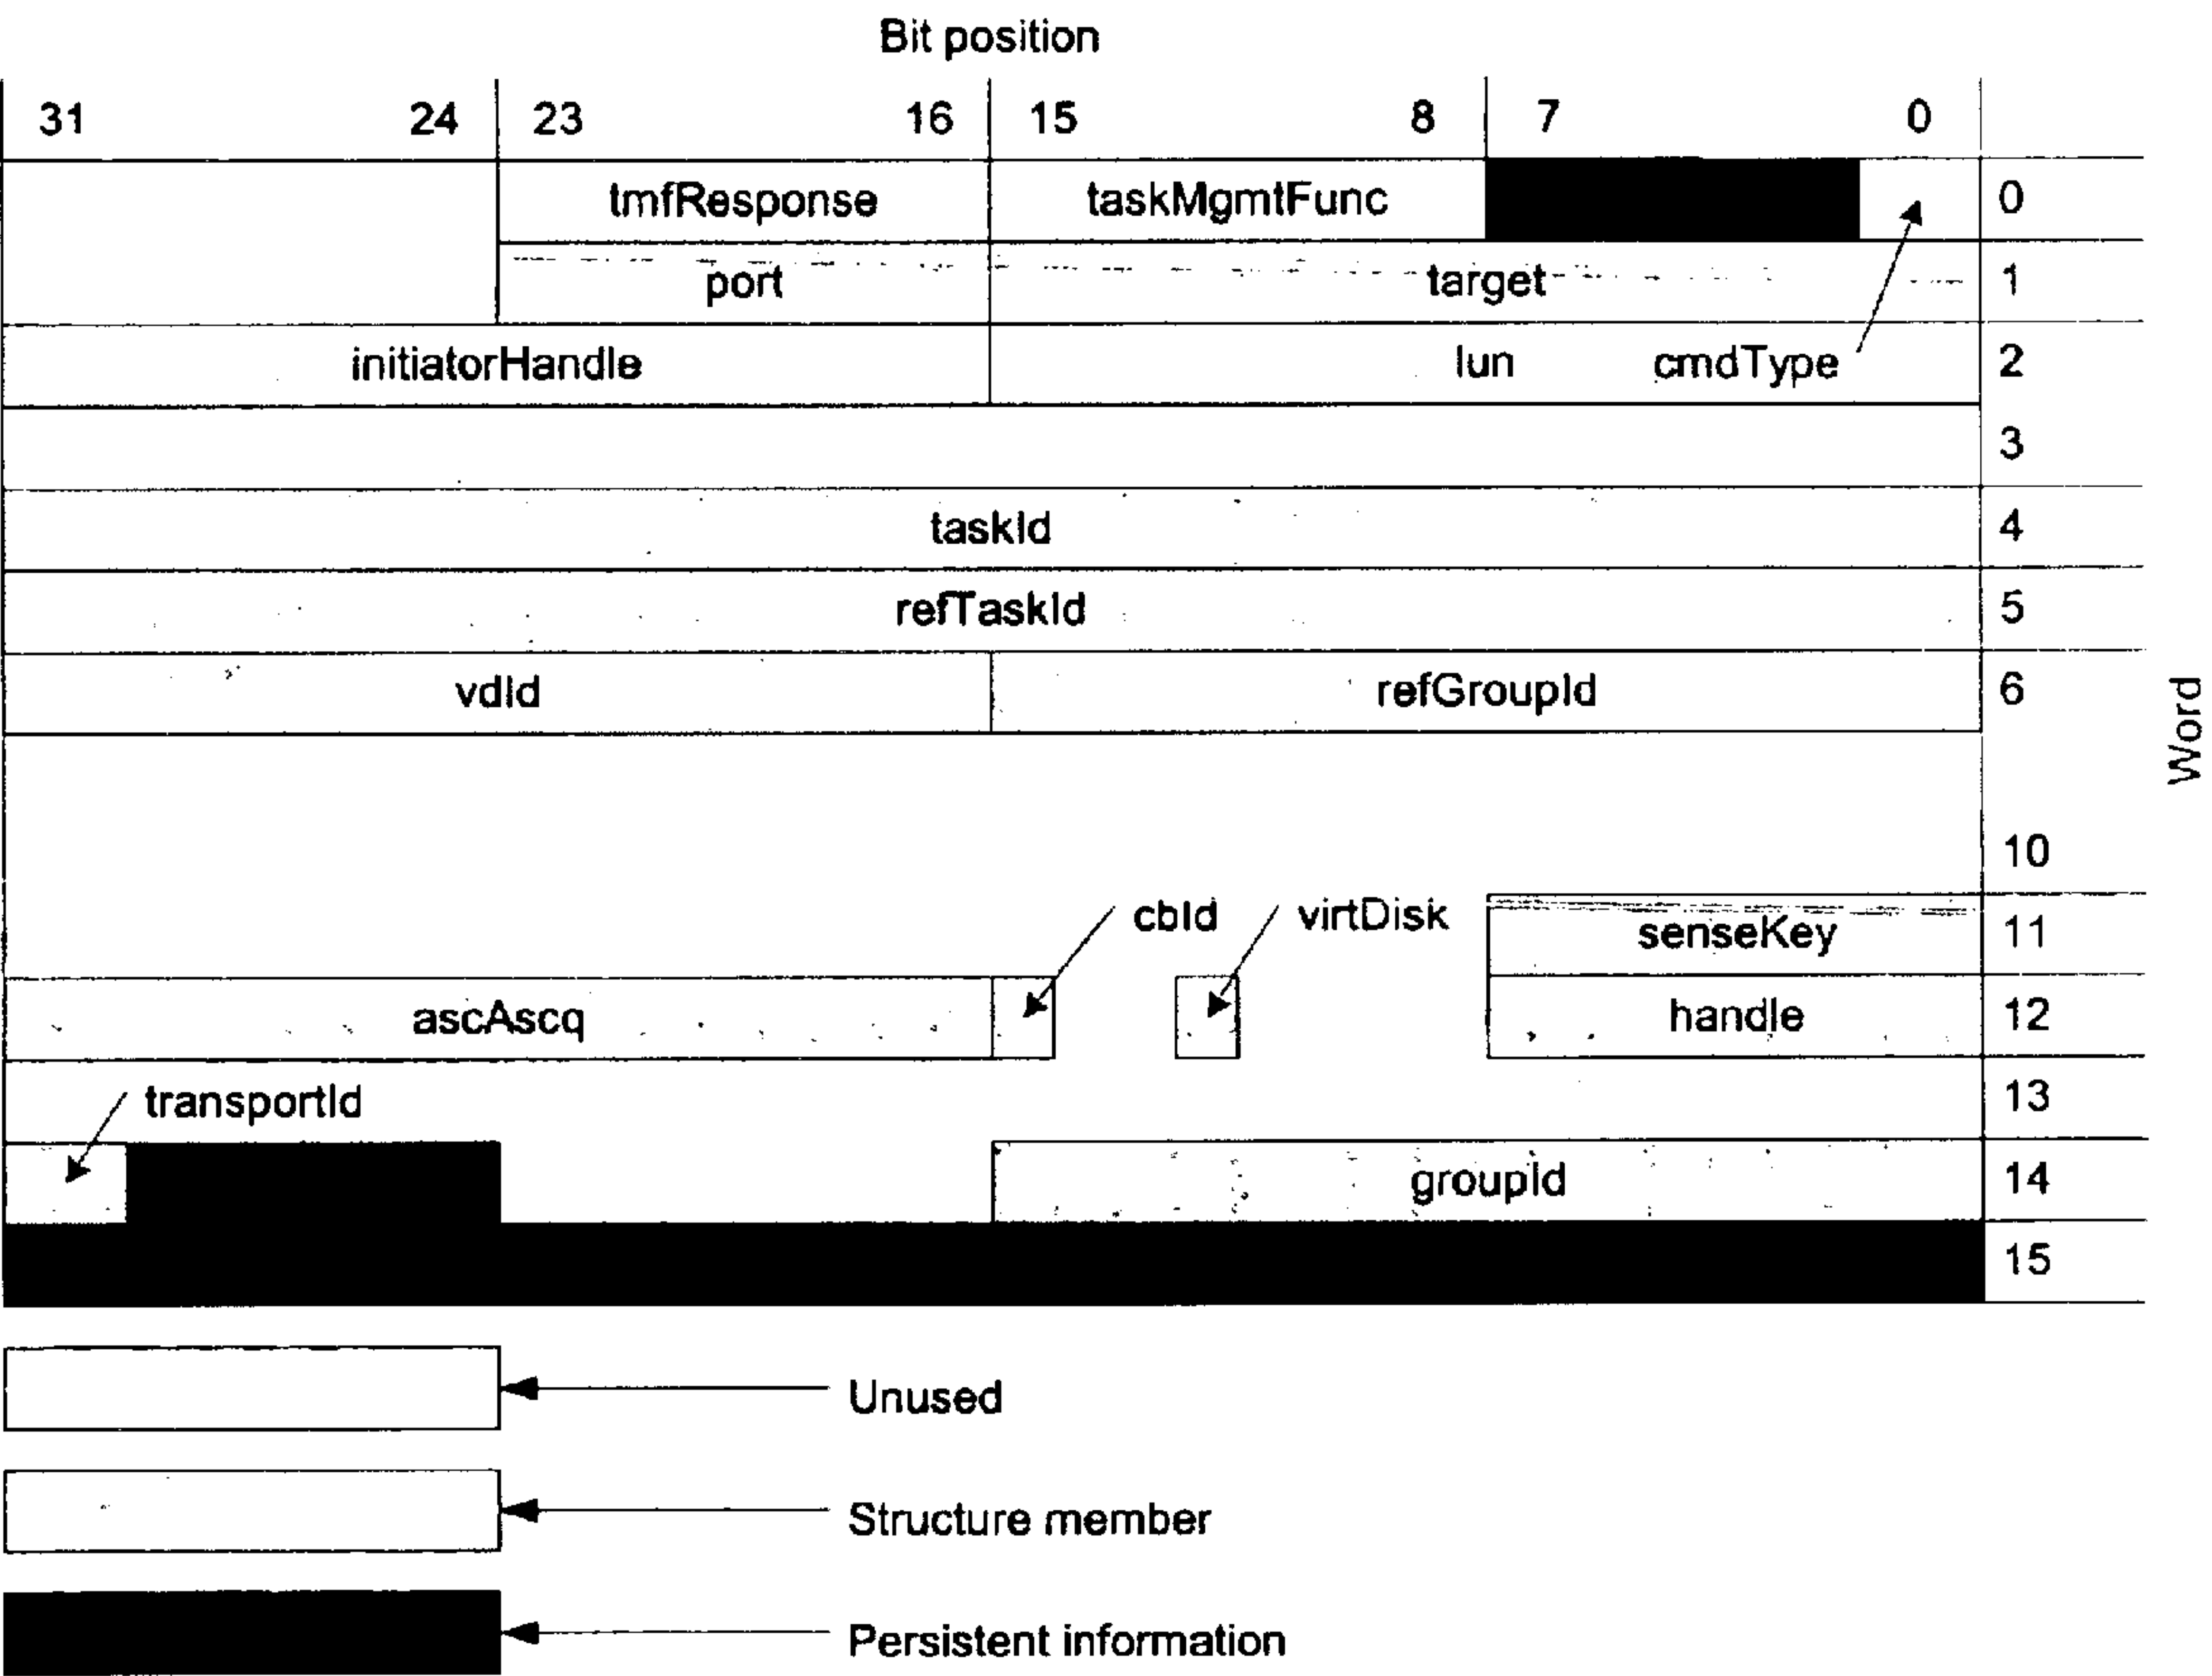 Bit position
31 24 23 16 15 8 7 0
tmfResponse taskMgmtFunc 0
port target 1
initiatorHandle lun cmdType 2
3
taskId 4
refTaskId 5
vdId refGroupId 6
Word
10
cbId virtDisk
senseKey 11
ascAscq handle 12
transportId 13
groupId 14
15
Unused
Structure member
Persistent information